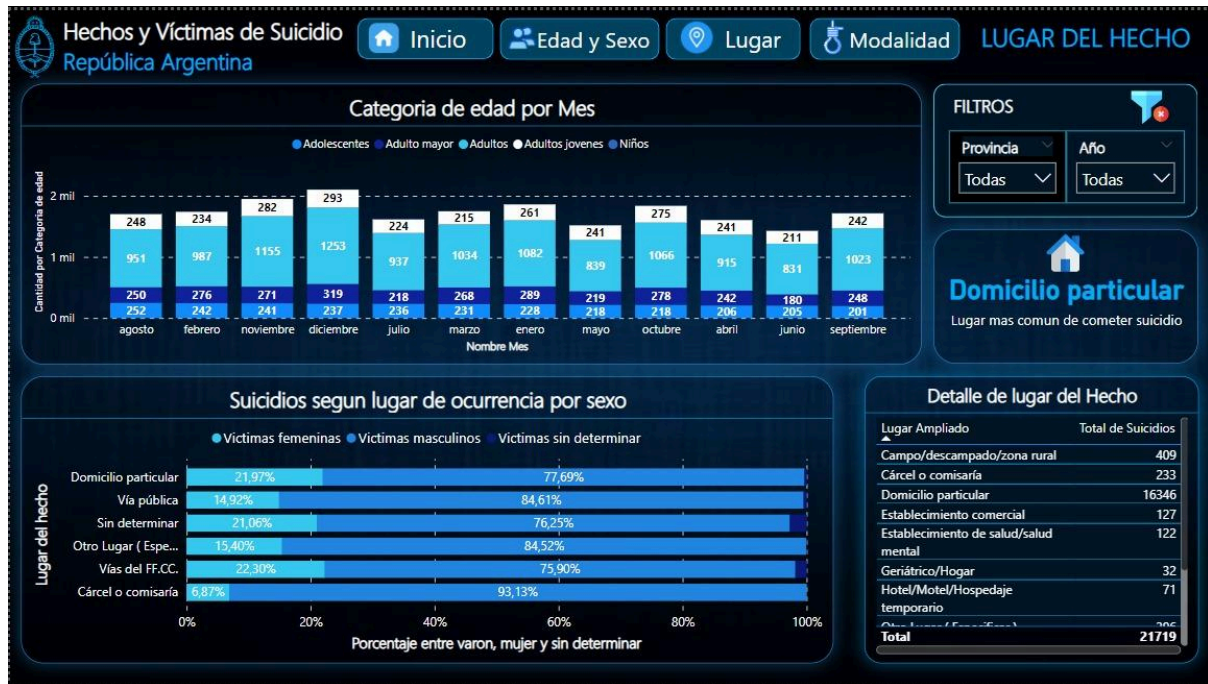 Hechos y Víctimas de Suicidio
República Argentina
Inicio
Edad y Sexo
Lugar
Modalidad
LUGAR DEL HECHO
Categoria de edad por Mes
Adolescentes Adulto mayor Adultos Adultos jovenes Niños
Cantidad por Categoria de edad
2 mil
1 mil
0 mil
248 234 282 293 224 215 261 241 275 241 211 242
951 987 1155 1253 937 1034 1082 839 1066 915 831 1023
250 276 271 319 218 268 289 219 278 242 180 248
252 242 241 237 236 231 228 218 218 206 205 201
agosto febrero noviembre diciembre julio marzo enero mayo octubre abril junio septiembre
Nombre Mes
FILTROS
Provincia
Todas
Año
Todas
Domicilio particular
Lugar mas comun de cometer suicidio
Suicidios segun lugar de ocurrencia por sexo
Victimas femeninas Victimas masculinos Victimas sin determinar
Lugar del hecho
Domicilio particular 21,97% 77,69%
Vía pública 14,92% 84,61%
Sin determinar 21,06% 76,25%
Otro Lugar ( Espe... 15,40% 84,52%
Vías del FF.CC. 22,30% 75,90%
Cárcel o comisaría 6,87% 93,13%
0% 20% 40% 60% 80% 100%
Porcentaje entre varon, mujer y sin determinar
Detalle de lugar del Hecho
Lugar Ampliado Total de Suicidios
Campo/descampado/zona rural 409
Cárcel o comisaría 233
Domicilio particular 16346
Establecimiento comercial 127
Establecimiento de salud/salud 122
mental
Geriátrico/Hogar 32
Hotel/Motel/Hospedaje 71
temporario
Total 21719